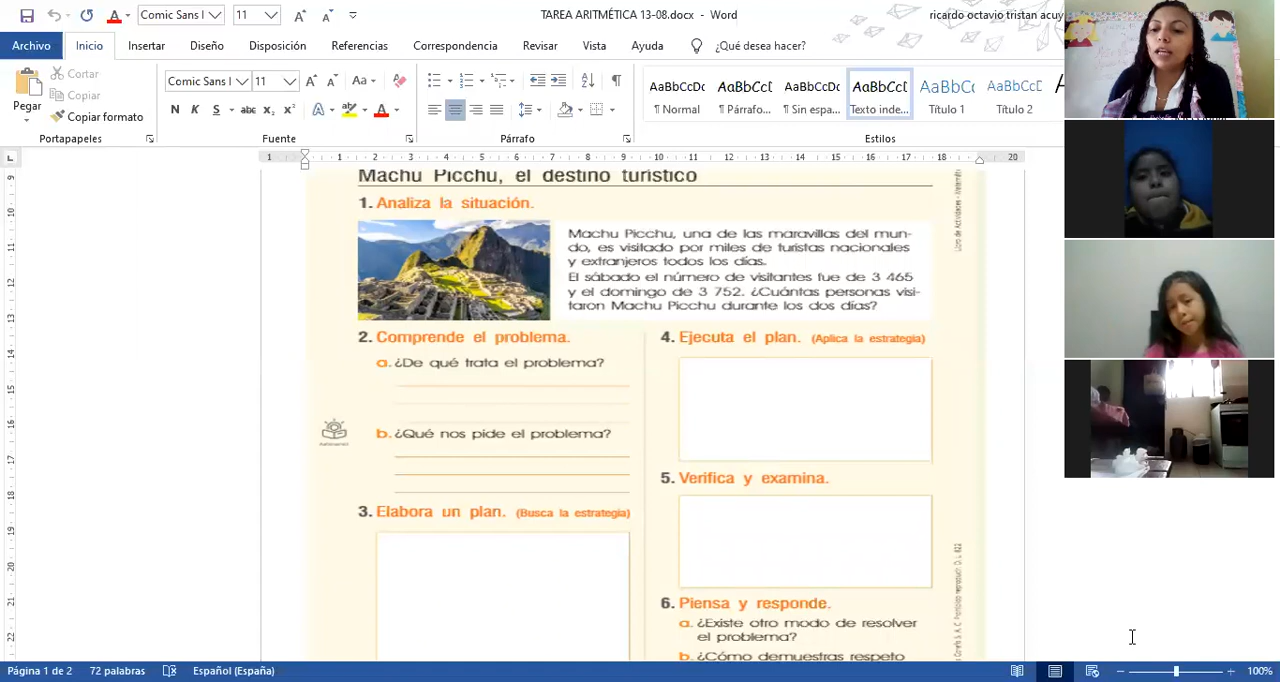 TAREA ARITMÉTICA 13-08.docx - Word
ricardo octavio tristan acuy
Comic Sans I
11
Archivo
Inicio
Insertar
Diseño
Disposición
Referencias
Correspondencia
Revisar
Vista
Ayuda
¿Qué desea hacer?
Pegar
Cortar
Copiar
Copiar formato
Portapapeles
Comic Sans I
11
Fuente
Párrafo
AaBbCcDc
¶ Normal
AaBbCcI
¶ Párrafo...
AaBbCcDc
¶ Sin espa...
AaBbCcI
Texto inde...
AaBbCc
Título 1
AaBbCcD
Título 2
Estilos
Machu Picchu, el destino turístico
1. Analiza la situación.
Machu Picchu, una de las maravillas del mun-
do, es visitado por miles de turistas nacionales
y extranjeros todos los días.
El sábado el número de visitantes fue de 3 465
y el domingo de 3 752. ¿Cuántas personas visi-
taron Machu Picchu durante los dos días?
2. Comprende el problema.
a. ¿De qué trata el problema?
b. ¿Qué nos pide el problema?
3. Elabora un plan. (Busca la estrategia)
4. Ejecuta el plan. (Aplica la estrategia)
5. Verifica y examina.
6. Piensa y responde.
a. ¿Existe otro modo de resolver
el problema?
b. ¿Cómo demuestras respeto
Libro de Actividades - Matemática
Página 1 de 2
72 palabras
Español (España)
100%